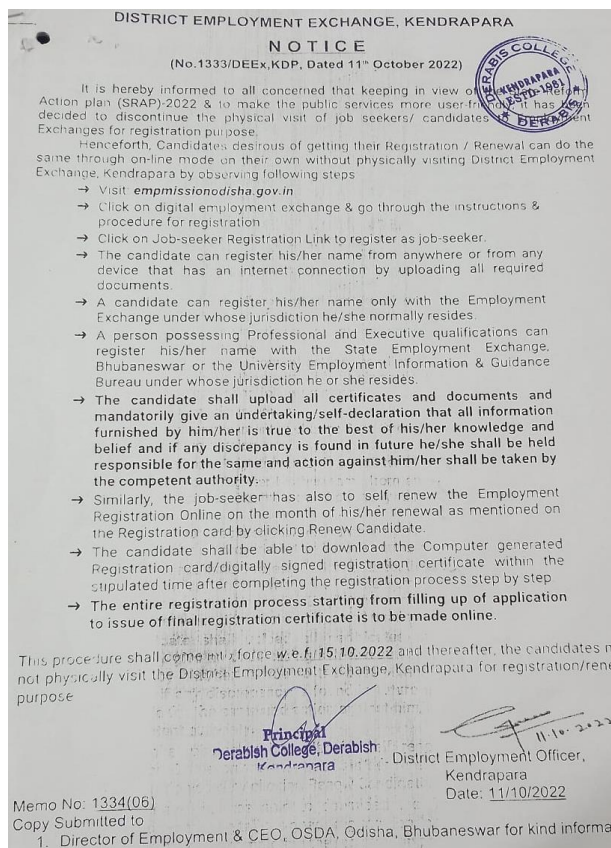 DISTRICT EMPLOYMENT EXCHANGE, KENDRAPARA
NOTICE
(No.1333/DEEx,KDP, Dated 11th October 2022)
DERABIS COLLEGE
KENDRAPARA
ESTD-1981
DERABIS
It is hereby informed to all concerned that keeping in view of
Action plan (SRAP)-2022 & to make the public services more user-friendly it has been
decided to discontinue the physical visit of job seekers/ candidates
Exchanges for registration purpose.
Henceforth, Candidates desirous of getting their Registration / Renewal can do the
same through on-line mode on their own without physically visiting District Employment
Exchange, Kendrapara by observing following steps
→ Visit: empmissionodisha.gov.in
→ Click on digital employment exchange & go through the instructions &
procedure for registration
→ Click on Job-seeker Registration Link to register as job-seeker.
→ The candidate can register his/her name from anywhere or from any
device that has an internet connection by uploading all required
documents.
→ A candidate can register his/her name only with the Employment
Exchange under whose jurisdiction he/she normally resides.
→ A person possessing Professional and Executive qualifications can
register his/her name with the State Employment Exchange,
Bhubaneswar or the University Employment Information & Guidance
Bureau under whose jurisdiction he or she resides.
→ The candidate shall upload all certificates and documents and
mandatorily give an undertaking/self-declaration that all information
furnished by him/her is true to the best of his/her knowledge and
belief and if any discrepancy is found in future he/she shall be held
responsible for the same and action against him/her shall be taken by
the competent authority.
→ Similarly, the job-seeker has also to self renew the Employment
Registration Online on the month of his/her renewal as mentioned on
the Registration card by clicking Renew Candidate.
→ The candidate shall be able to download the Computer generated
Registration card/digitally signed registration certificate within the
stipulated time after completing the registration process step by step
→ The entire registration process starting from filling up of application
to issue of final registration certificate is to be made online.
This procedure shall come into force w.e.f. 15.10.2022 and thereafter, the candidates
not physically visit the District Employment Exchange, Kendrapara for registration/rene
purpose
Principal
Derabish College, Derabish
Kendrapara
11.10.2022
District Employment Officer,
Kendrapara
Date: 11/10/2022
Memo No: 1334(06)
Copy Submitted to
1. Director of Employment & CEO, OSDA, Odisha, Bhubaneswar for kind informa